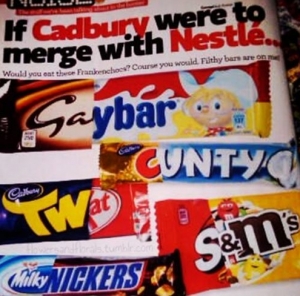 If Cadbury were to
merge with Nestlé...
Would you eat these Frankenchocs? Course you would. Filthy bars are on me!
Gaybar
Cadbury
CUNTY
Cadbury
TWat
S&m's
Milky NICKERS